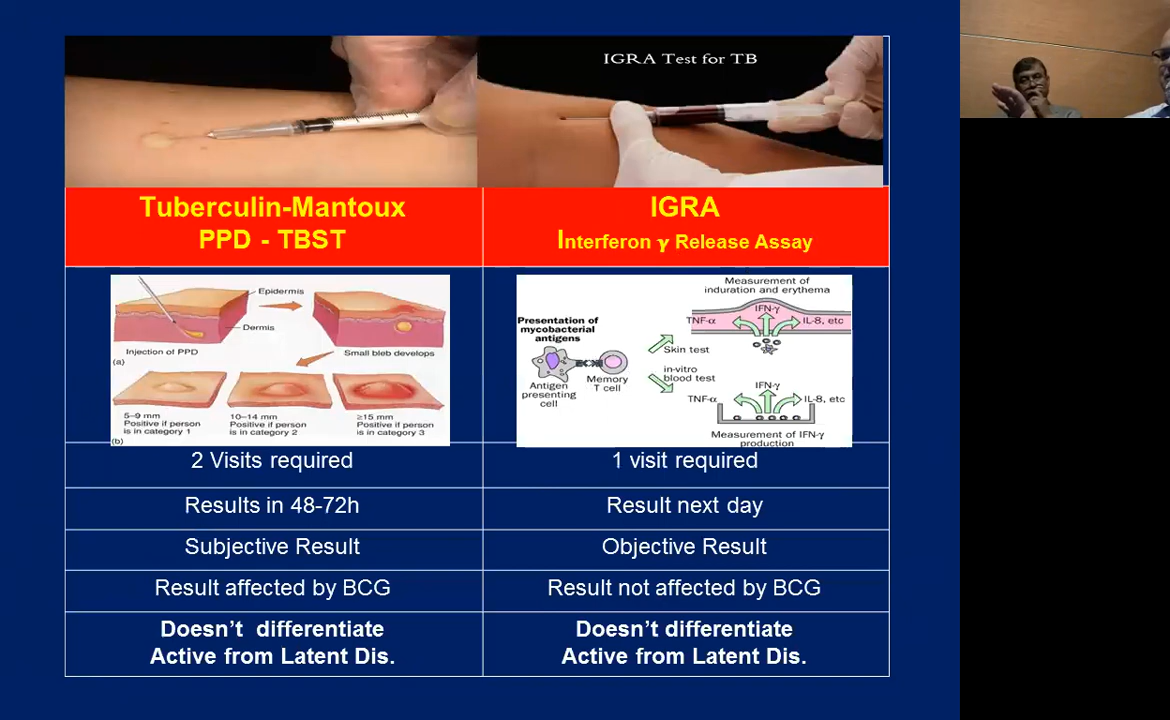 IGRA Test for TB
Tuberculin-Mantoux
PPD - TBST
IGRA
Interferon γ Release Assay
Epidermis
Dermis
Injection of PPD
Small bleb develops
(a)
5–9 mm
Positive if person
is in category 1
10–14 mm
Positive if person
is in category 2
≥15 mm
Positive if person
is in category 3
(b)
Measurement of
induration and erythema
IFN-γ
TNF-α
IL-8, etc
Presentation of
mycobacterial
antigens
Skin test
in-vitro
blood test
Antigen
presenting
cell
Memory
T cell
IFN-γ
TNF-α
IL-8, etc
Measurement of IFN-γ
production
2 Visits required
1 visit required
Results in 48-72h
Result next day
Subjective Result
Objective Result
Result affected by BCG
Result not affected by BCG
Doesn't differentiate
Active from Latent Dis.
Doesn't differentiate
Active from Latent Dis.